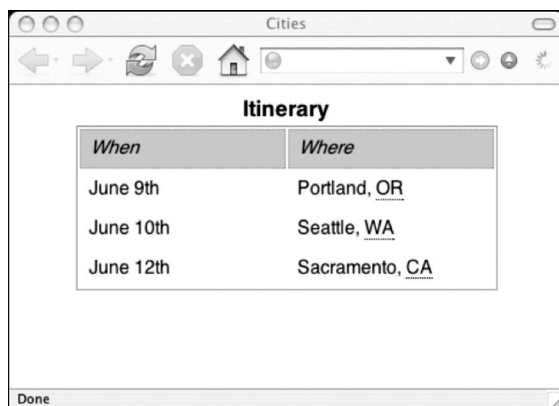 Cities
Itinerary
When Where
June 9th Portland, OR
June 10th Seattle, WA
June 12th Sacramento, CA
Done